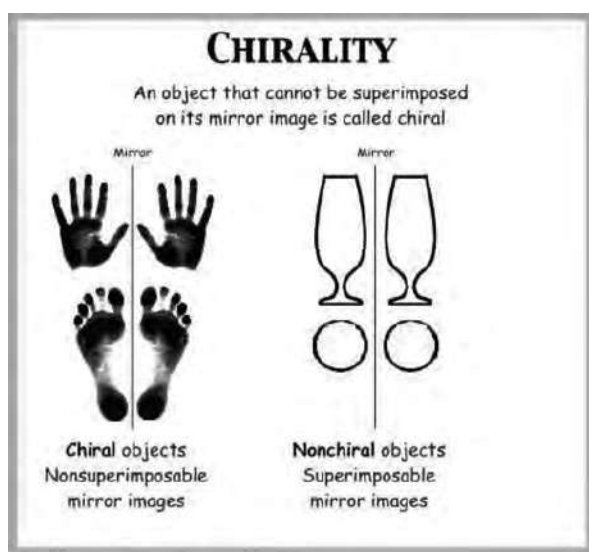 CHIRALITY
An object that cannot be superimposed
on its mirror image is called chiral
Mirror
Mirror
Chiral objects
Nonsuperimposable
mirror images
Nonchiral objects
Superimposable
mirror images